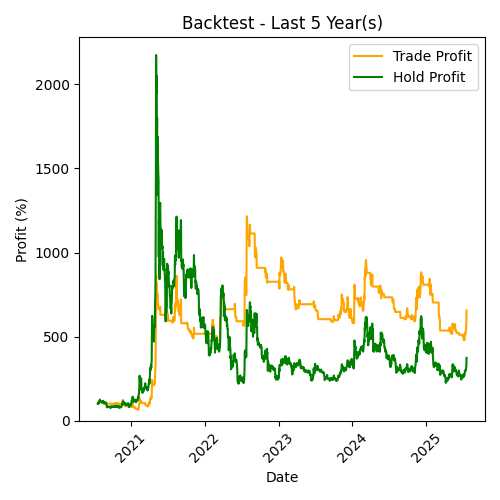 Backtest - Last 5 Year(s)
Trade Profit
Hold Profit
Profit (%)
2000
1500
1000
500
0
2021
2022
2023
2024
2025
Date